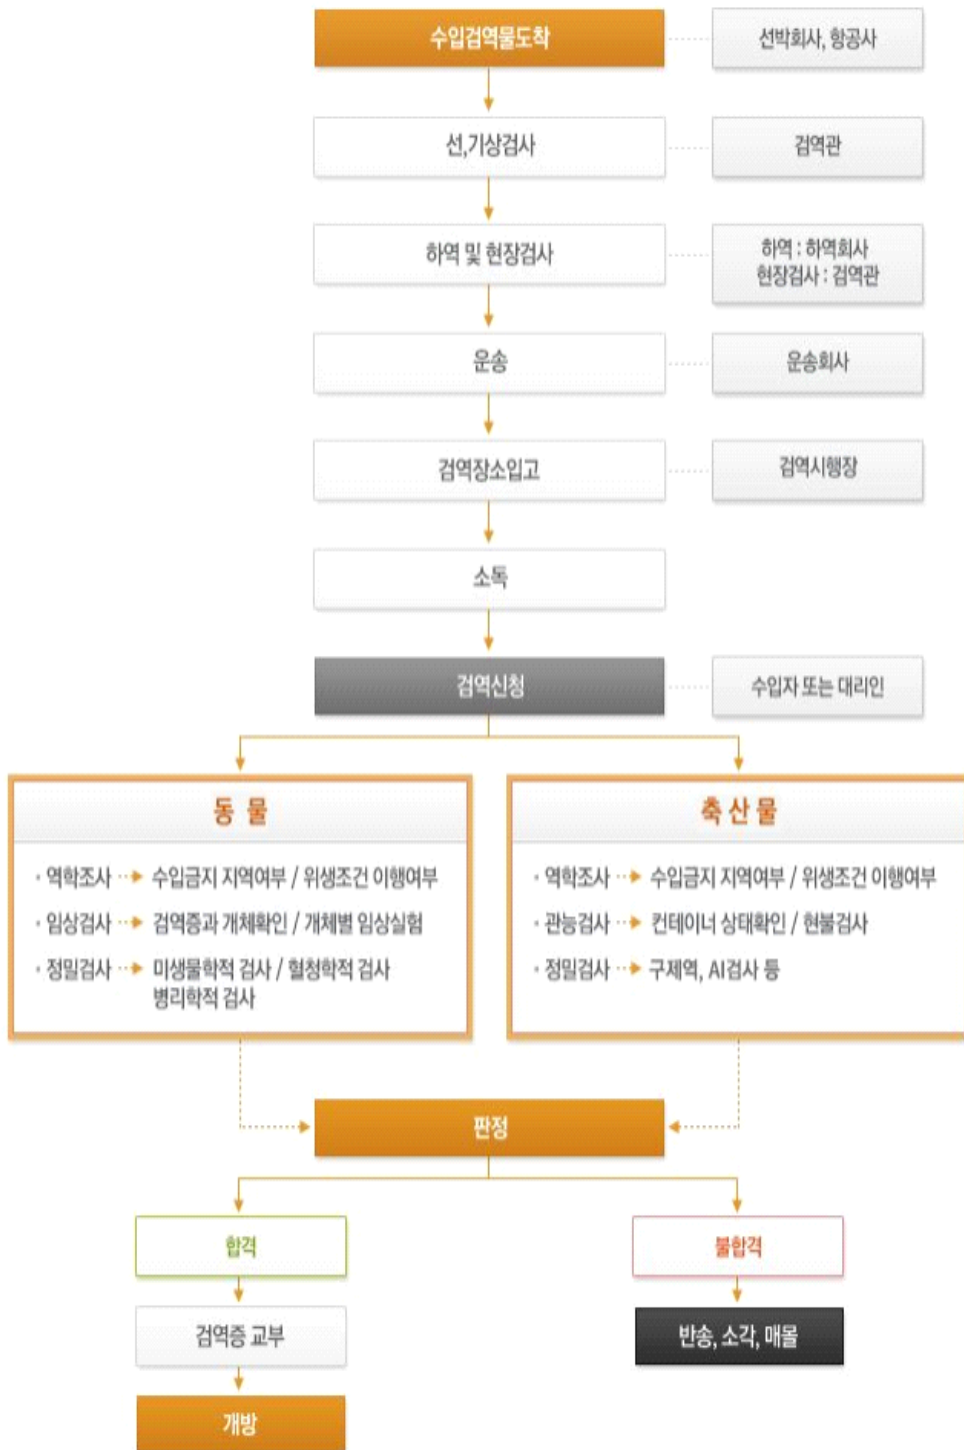 수입검역물도착
선박회사, 항공사
선,기상검사
검역관
하역 및 현장검사
하역 : 하역회사
현장검사 : 검역관
운송
운송회사
검역장소입고
검역시행장
소독
검역신청
수입자 또는 대리인
동 물
· 역학조사 수입금지 지역여부 / 위생조건 이행여부
· 임상검사 검역증과 개체확인 / 개체별 임상실험
· 정밀검사 미생물학적 검사 / 혈청학적 검사
병리학적 검사
축 산 물
· 역학조사 수입금지 지역여부 / 위생조건 이행여부
· 관능검사 컨테이너 상태확인 / 현불검사
· 정밀검사 구제역, AI검사 등
판정
합격
불합격
검역증 교부
반송, 소각, 매몰
개방